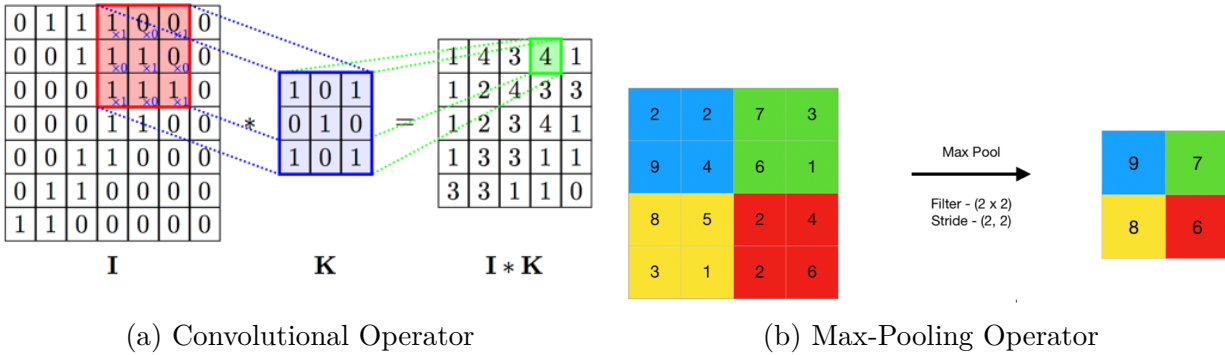 0 1 1 1 0 0 0
×1 ×0 ×1
0 0 1 1 1 0 0
×0 ×1 ×0
0 0 0 1 1 1 0
×1 ×0 ×1
0 0 0 1 1 0 0
0 0 1 1 0 0 0
0 1 1 0 0 0 0
1 1 0 0 0 0 0
I
*
1 0 1
0 1 0
1 0 1
K
=
1 4 3 4 1
1 2 4 3 3
1 2 3 4 1
1 3 3 1 1
3 3 1 1 0
I * K
(a) Convolutional Operator
2 2 7 3
9 4 6 1
8 5 2 4
3 1 2 6
Max Pool
Filter - (2 x 2)
Stride - (2, 2)
9 7
8 6
(b) Max-Pooling Operator